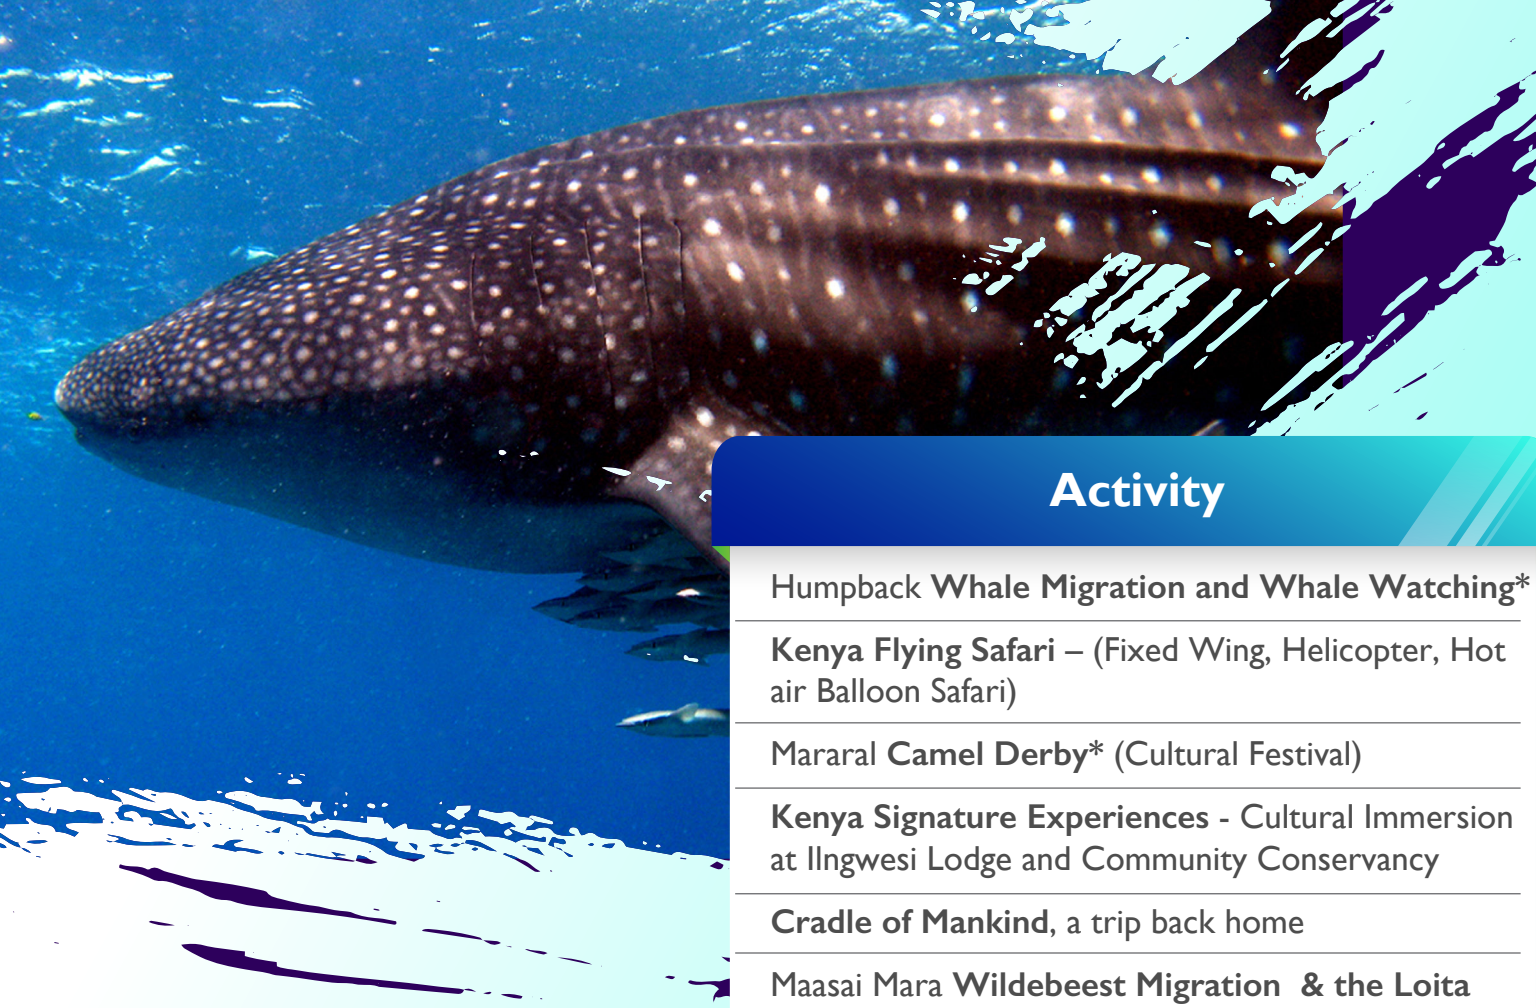 Activity
Humpback Whale Migration and Whale Watching*
Kenya Flying Safari – (Fixed Wing, Helicopter, Hot
air Balloon Safari)
Mararal Camel Derby* (Cultural Festival)
Kenya Signature Experiences - Cultural Immersion
at Ilngwesi Lodge and Community Conservancy
Cradle of Mankind, a trip back home
Maasai Mara Wildebeest Migration & the Loita